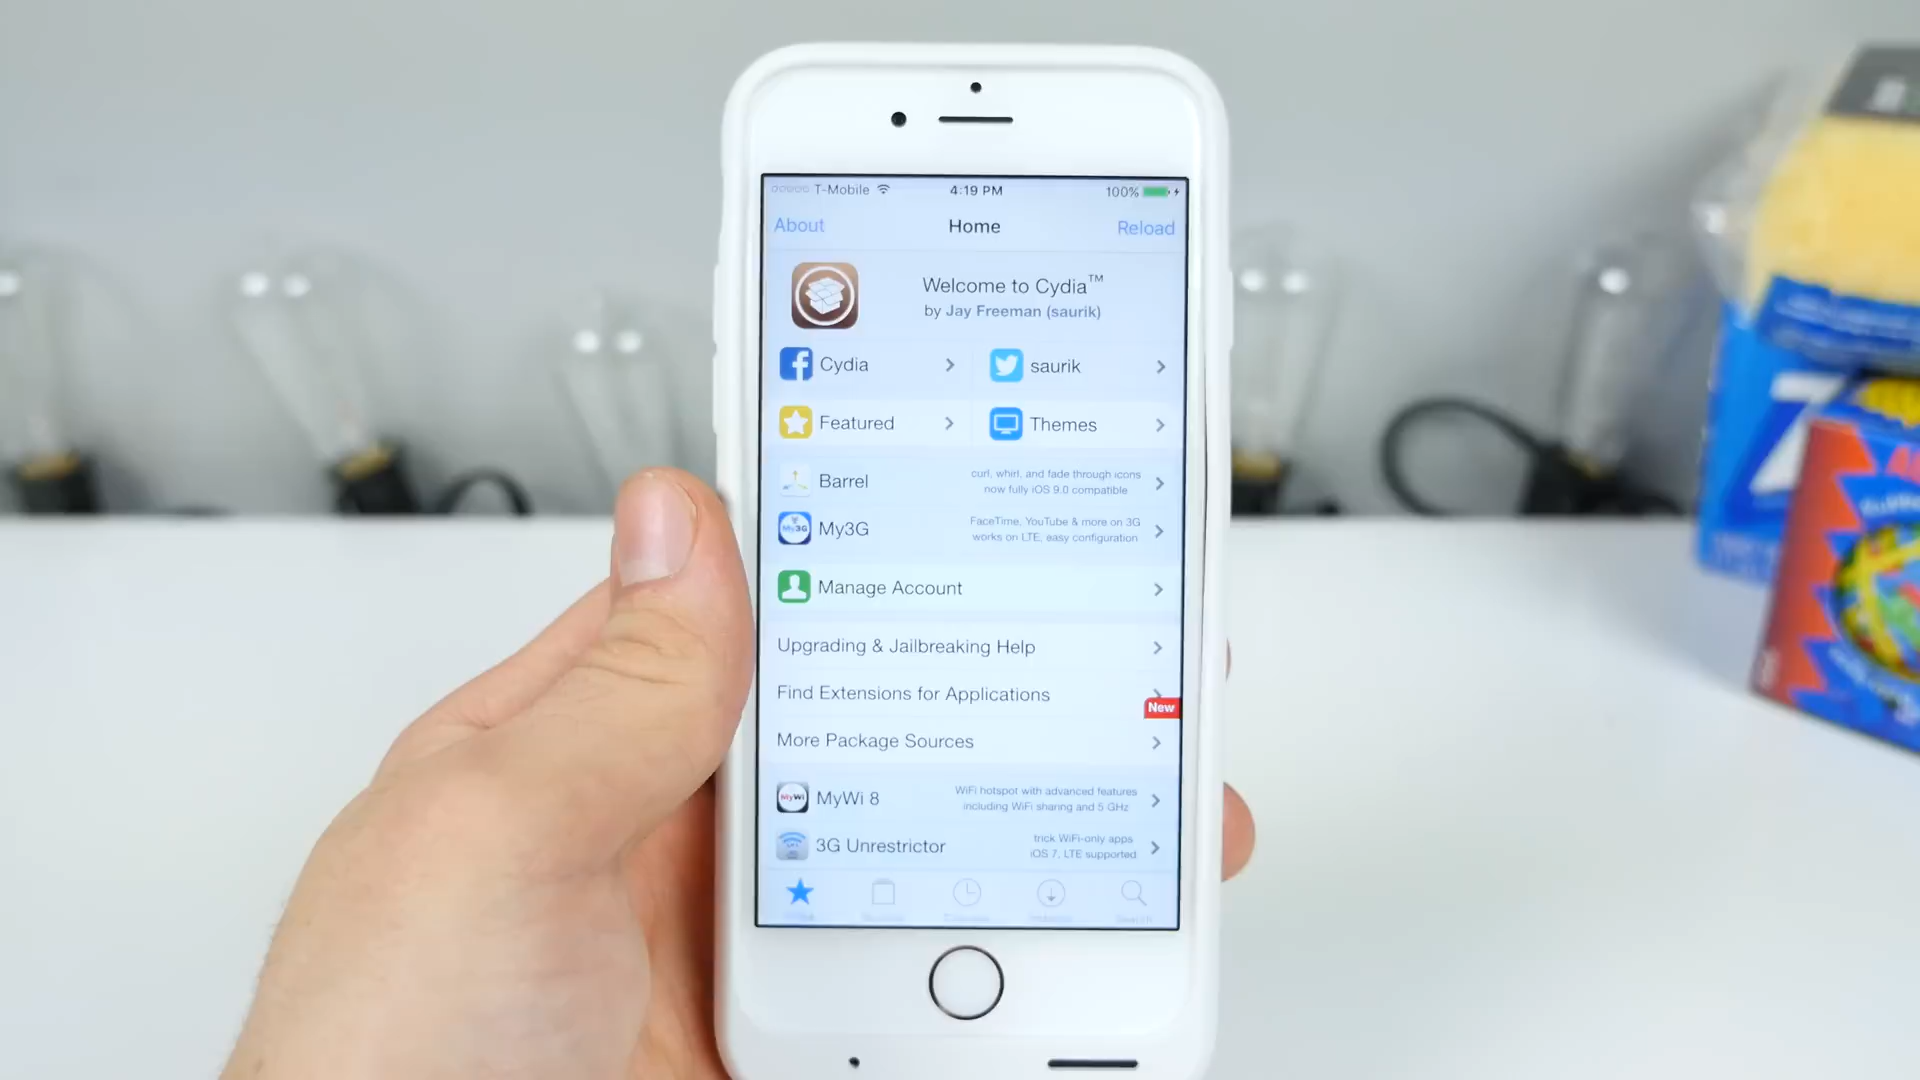 T-Mobile 4:19 PM 100%
About Home Reload
Welcome to Cydia™
by Jay Freeman (saurik)
Cydia saurik
Featured Themes
Barrel curl, whirl, and fade through icons
now fully iOS 9.0 compatible
My3G FaceTime, YouTube & more on 3G
works on LTE, easy configuration
Manage Account
Upgrading & Jailbreaking Help
Find Extensions for Applications
New
More Package Sources
MyWi
MyWi 8 WiFi hotspot with advanced features
including WiFi sharing and 5 GHz
3G Unrestrictor trick WiFi-only apps
iOS 7, LTE supported
Search